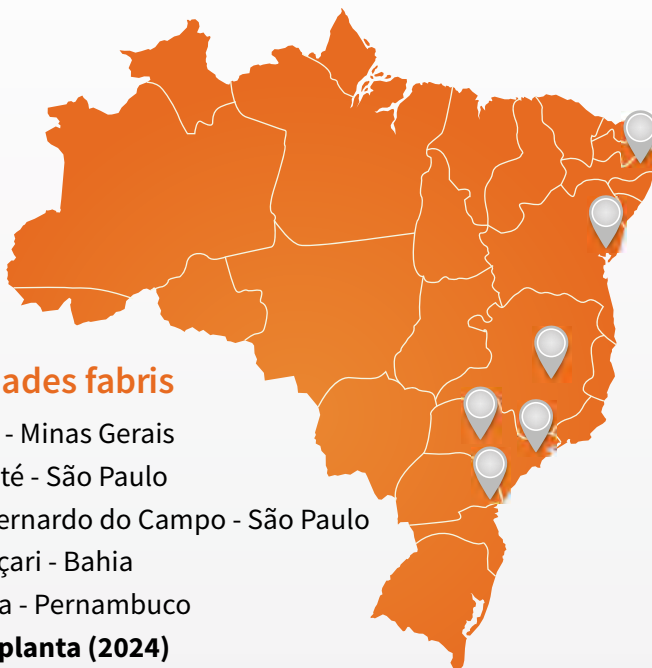 ades fabris
- Minas Gerais
té - São Paulo
ernardo do Campo - São Paulo
çari - Bahia
a - Pernambuco
planta (2024)